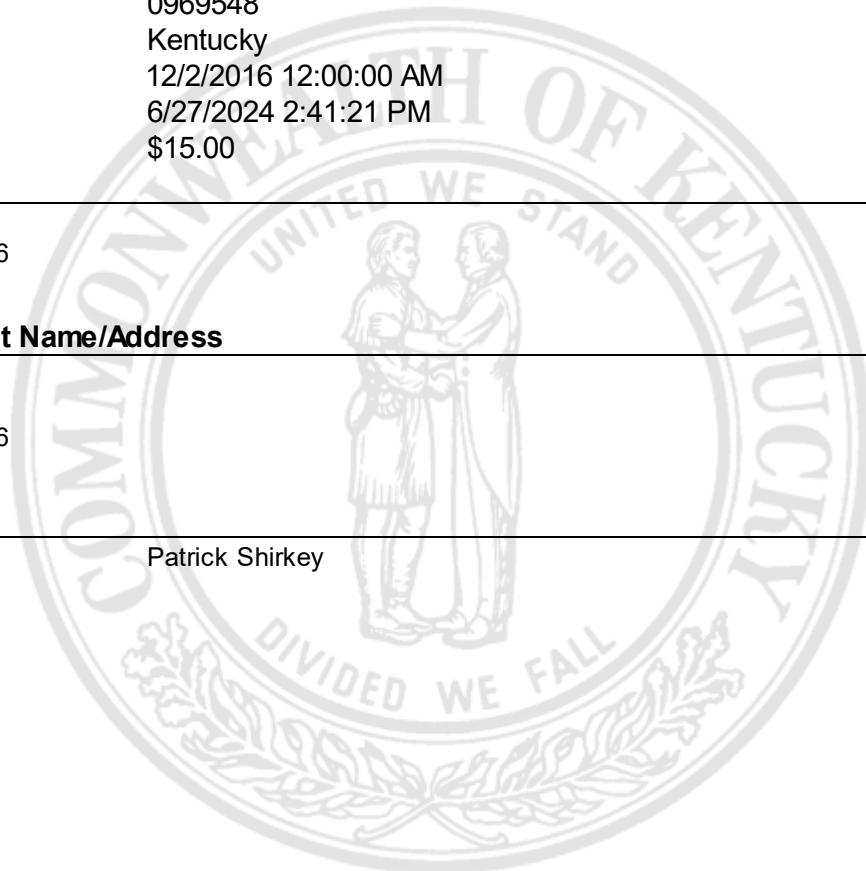 0969548
Kentucky
12/2/2016 12:00:00 AM
6/27/2024 2:41:21 PM
$15.00
6
t Name/Address
6
Patrick Shirkey
COMMONWEALTH OF KENTUCKY
UNITED WE STAND
DIVIDED WE FALL